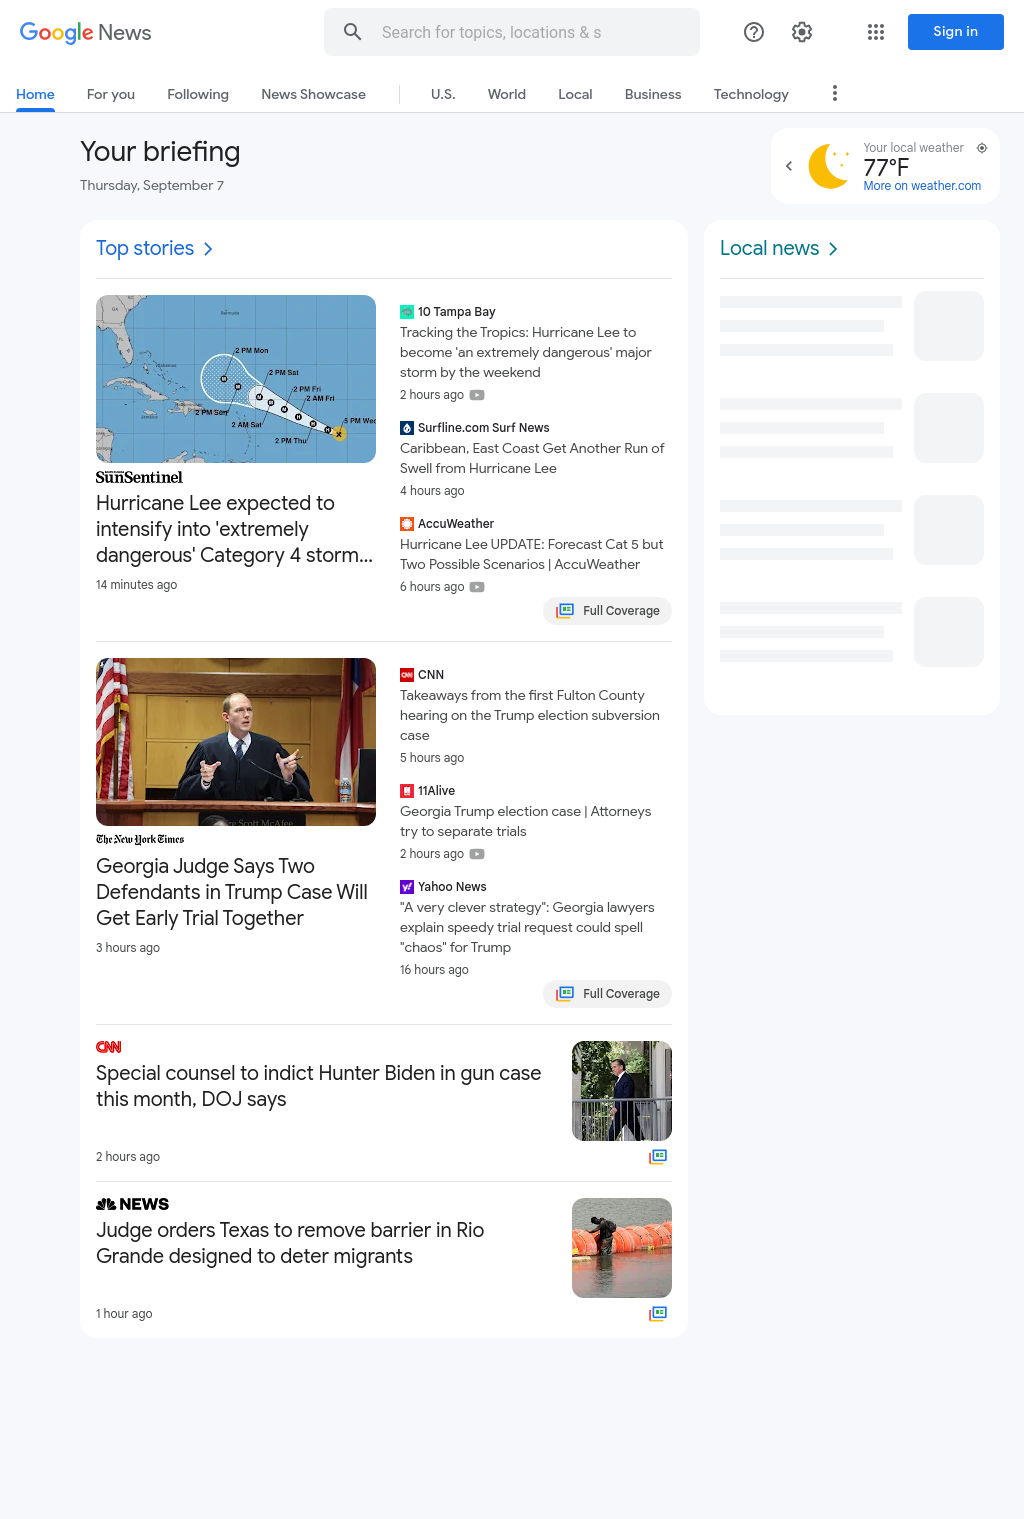 Google News
Search for topics, locations & s
Sign in
Home
For you
Following
News Showcase
U.S.
World
Local
Business
Technology
Your briefing
Thursday, September 7
Your local weather
77°F
More on weather.com
Top stories
GA
FL
Bermuda
Bahamas
Jamaica
2 PM Mon
2 PM Sat
2 PM Fri
2 AM Fri
5 PM Wed
2 PM Sun
2 AM Sat
2 PM Thu
SunSentinel
Hurricane Lee expected to
intensify into 'extremely
dangerous' Category 4 storm...
14 minutes ago
10 Tampa Bay
Tracking the Tropics: Hurricane Lee to
become 'an extremely dangerous' major
storm by the weekend
2 hours ago
Surfline.com Surf News
Caribbean, East Coast Get Another Run of
Swell from Hurricane Lee
4 hours ago
AccuWeather
Hurricane Lee UPDATE: Forecast Cat 5 but
Two Possible Scenarios | AccuWeather
6 hours ago
Full Coverage
Scott McAfee
The New York Times
Georgia Judge Says Two
Defendants in Trump Case Will
Get Early Trial Together
3 hours ago
CNN
CNN
Takeaways from the first Fulton County
hearing on the Trump election subversion
case
5 hours ago
11Alive
Georgia Trump election case | Attorneys
try to separate trials
2 hours ago
y!
Yahoo News
"A very clever strategy": Georgia lawyers
explain speedy trial request could spell
"chaos" for Trump
16 hours ago
Full Coverage
CNN
Special counsel to indict Hunter Biden in gun case
this month, DOJ says
2 hours ago
NEWS
Judge orders Texas to remove barrier in Rio
Grande designed to deter migrants
1 hour ago
Local news